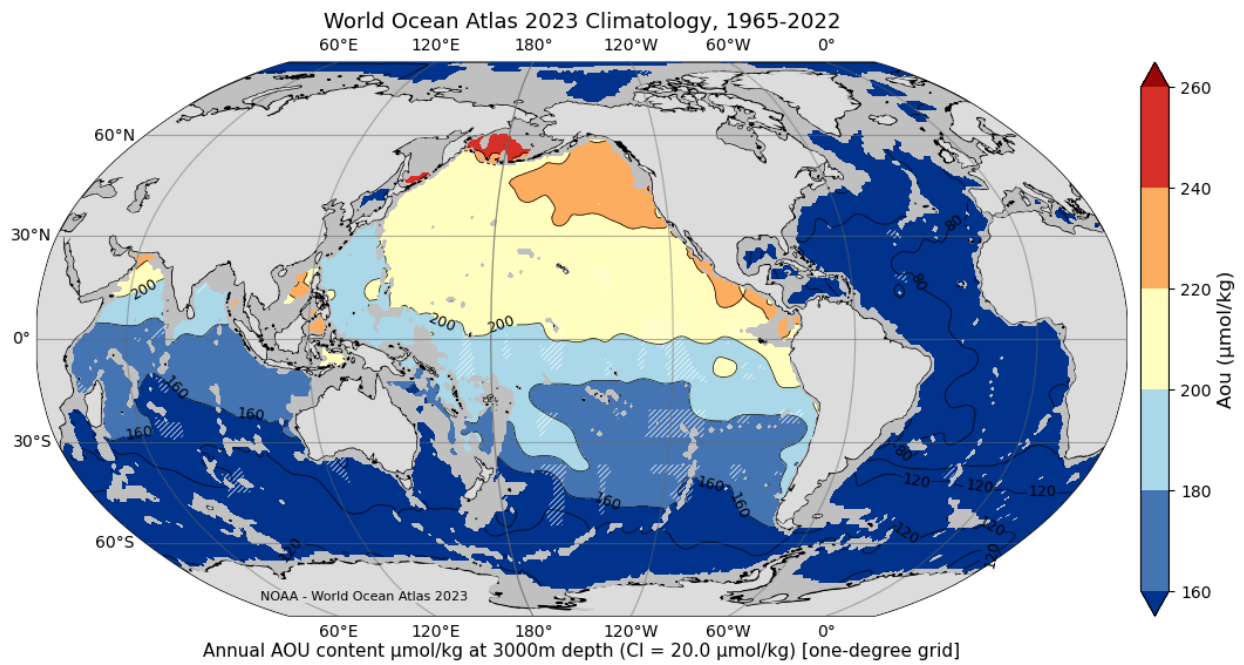 World Ocean Atlas 2023 Climatology, 1965-2022
60°E 120°E 180° 120°W 60°W 0°
60°N
30°N
0°
30°S
60°S
80
80
200
200
200
160
160
160
160
160
160
80
120
120
120
120
120
120
120
NOAA - World Ocean Atlas 2023
60°E 120°E 180° 120°W 60°W 0°
Annual AOU content µmol/kg at 3000m depth (CI = 20.0 µmol/kg) [one-degree grid]
260
240
220
200
180
160
Aou (µmol/kg)